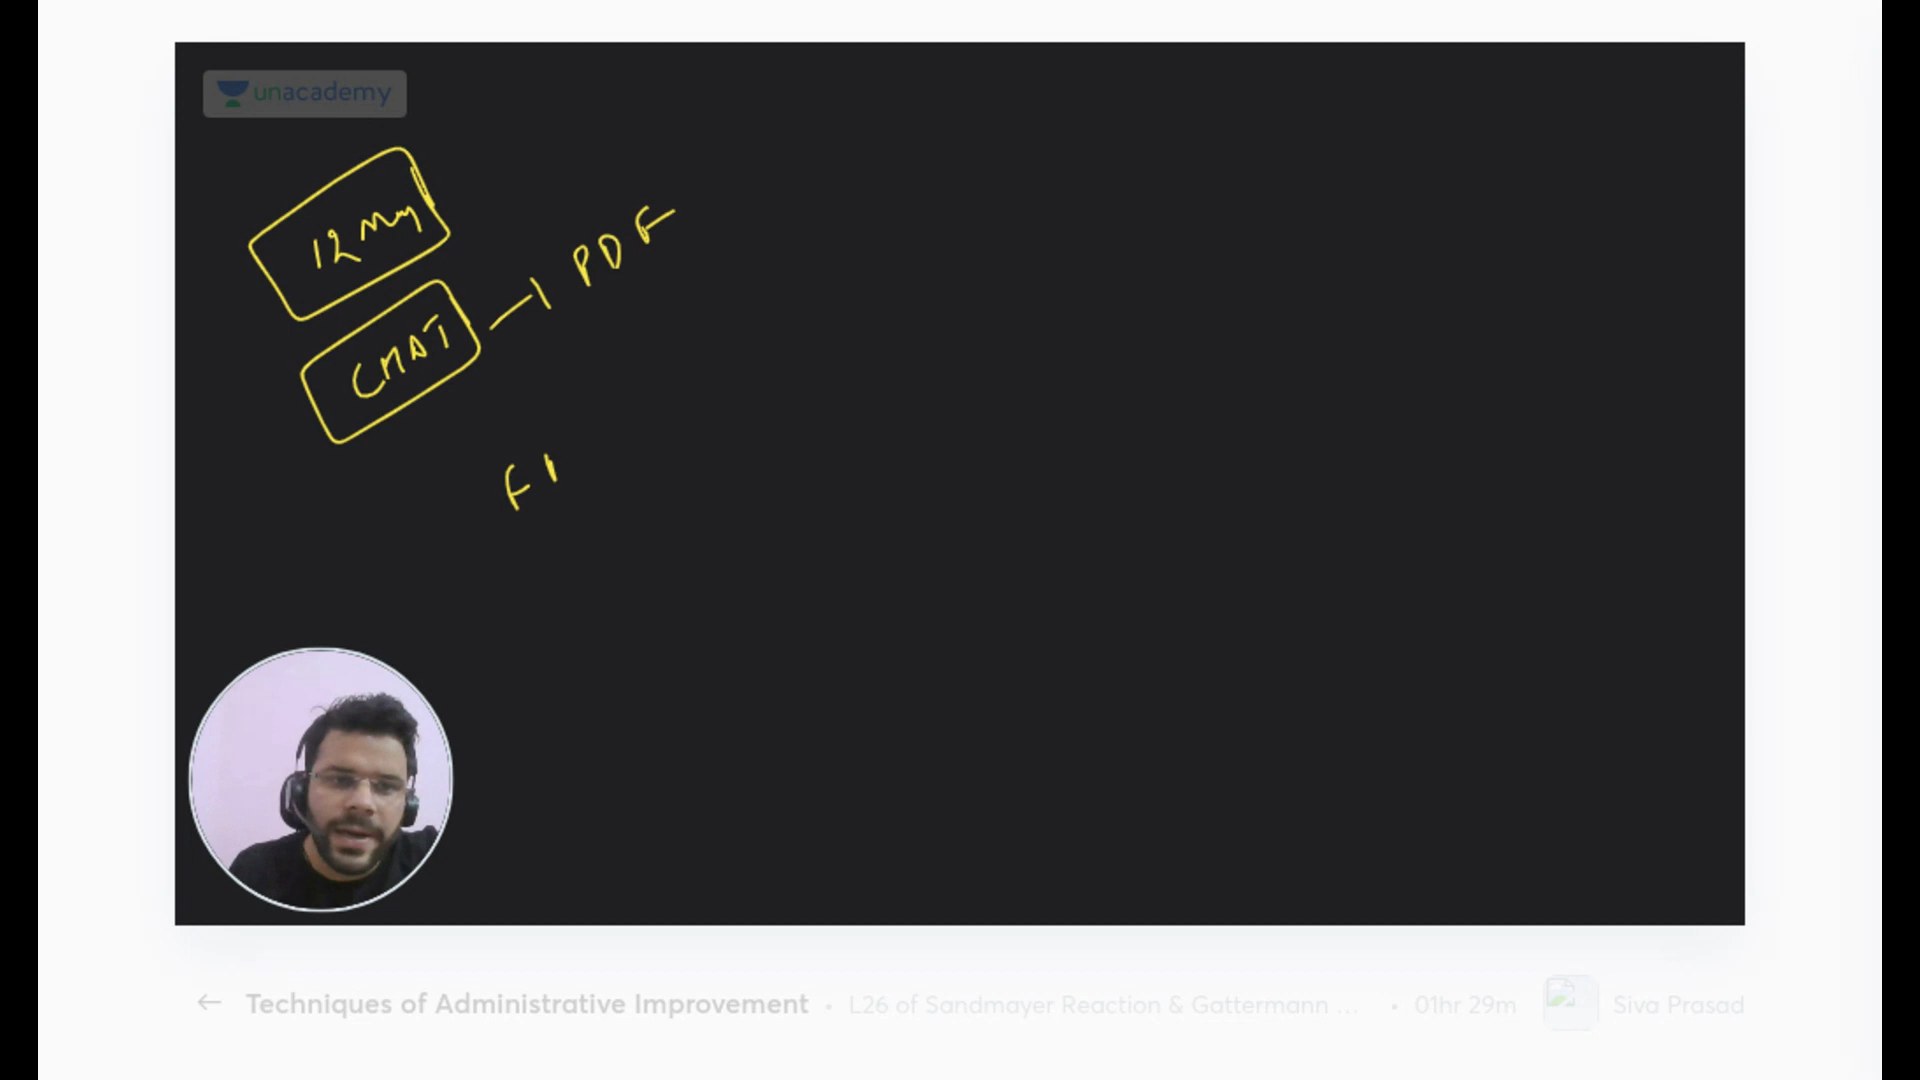 unacademy
12 May
CMAT — 1 PDF
F
← Techniques of Administrative Improvement • L26 of Sandmayer Reaction & Gattermann ... • 01hr 29m Siva Prasad